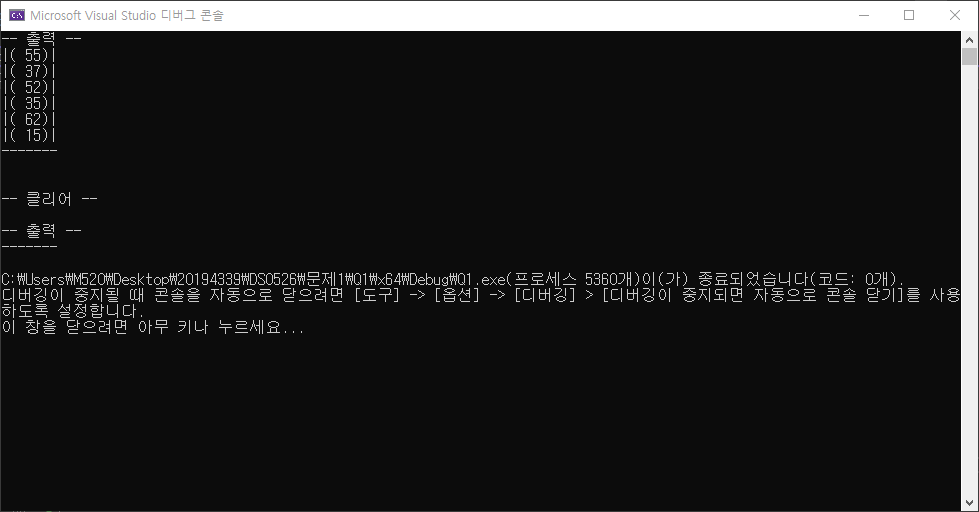 Microsoft Visual Studio 디버그 콘솔
-- 출력 --
|( 55)|
|( 37)|
|( 52)|
|( 35)|
|( 62)|
|( 15)|
-------
-- 클리어 --
-- 출력 --
-------
C:₩Users₩M520₩Desktop₩20194339₩DS0526₩문제1₩Q1₩x64₩Debug₩Q1.exe(프로세스 5360개)이(가) 종료되었습니다(코드: 0개).
디버깅이 중지될 때 콘솔을 자동으로 닫으려면 [도구] -> [옵션] -> [디버깅] > [디버깅이 중지되면 자동으로 콘솔 닫기]를 사용
하도록 설정합니다.
이 창을 닫으려면 아무 키나 누르세요...